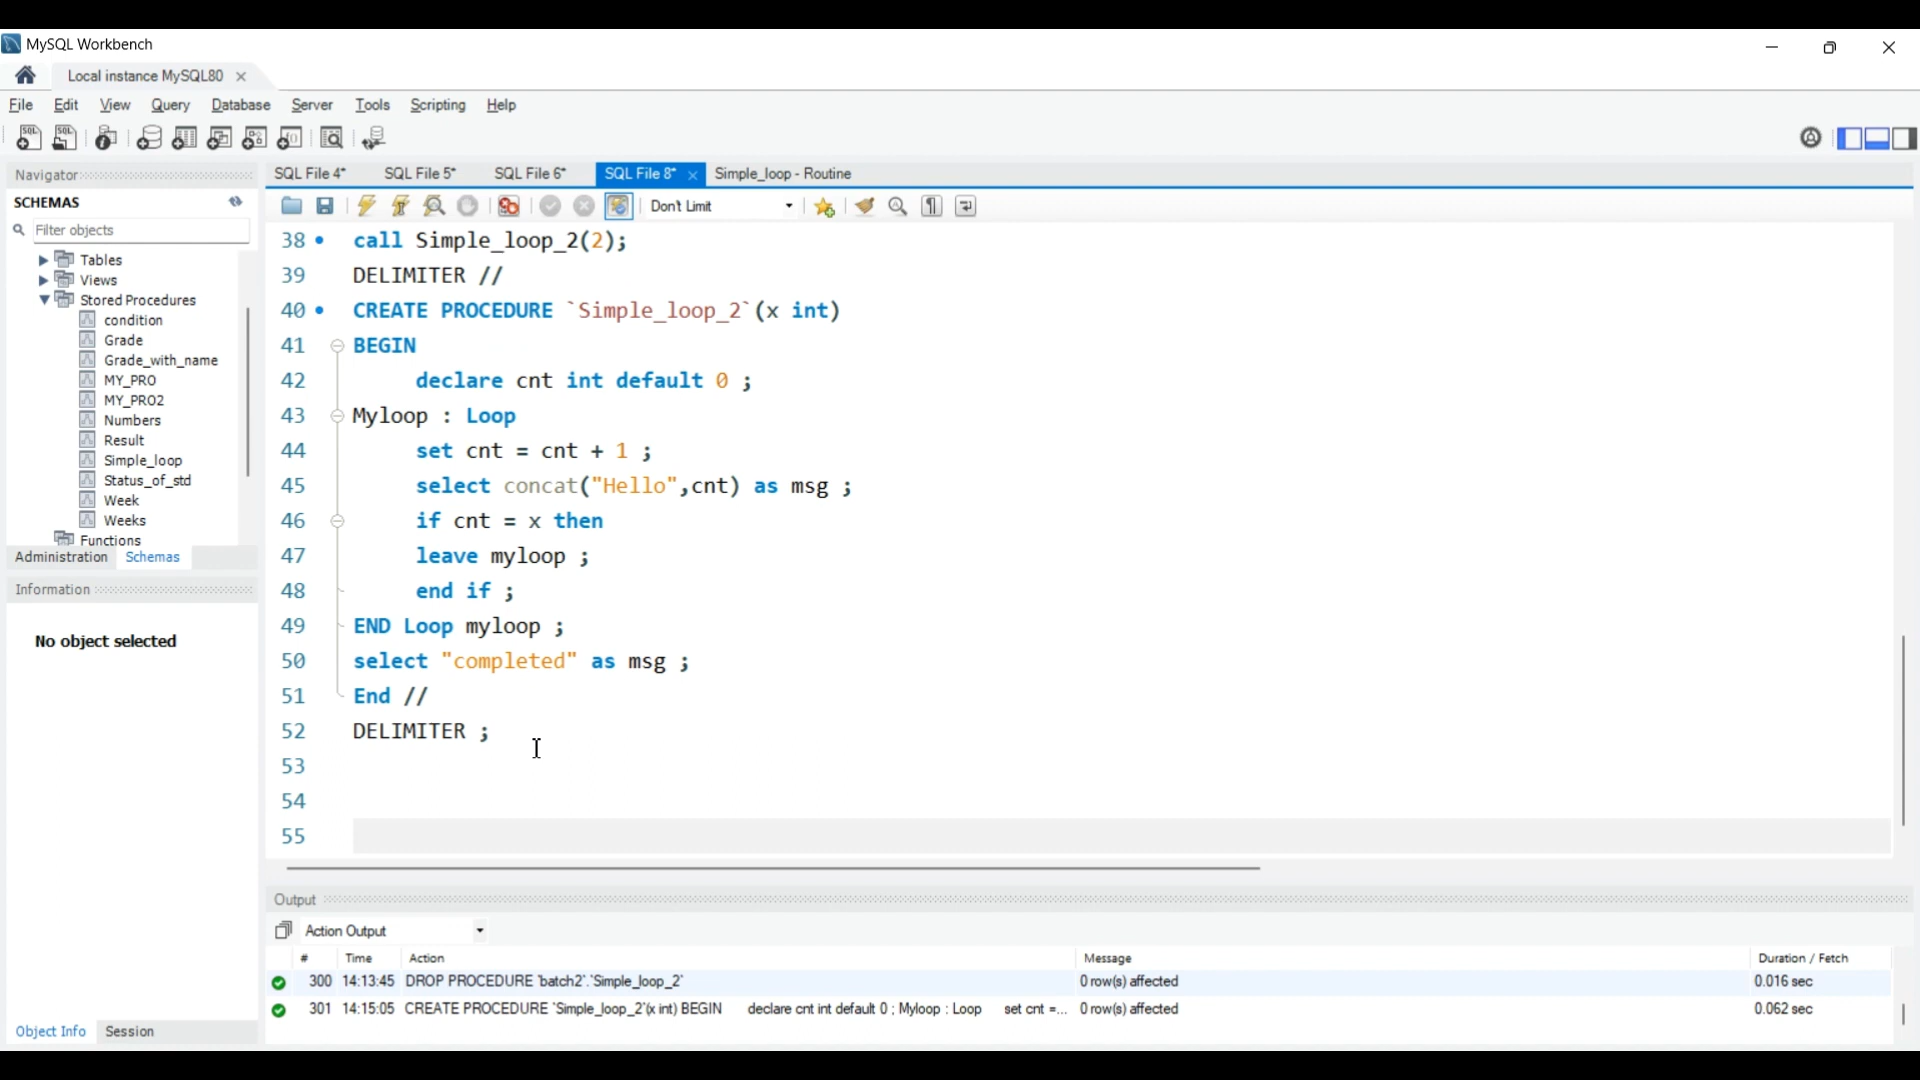 MySQL Workbench
Local instance MySQL80
File Edit View Query Database Server Tools Scripting Help
Navigator
SCHEMAS
Filter objects
Tables
Views
Stored Procedures
condition
Grade
Grade_with_name
MY_PRO
MY_PRO2
Numbers
Result
Simple_loop
Status_of_std
Week
Weeks
Functions
Administration Schemas
Information
No object selected
Object Info Session
SQL File 4* SQL File 5* SQL File 6* SQL File 8* Simple_loop - Routine
Don't Limit
38 call Simple_loop_2(2);
39 DELIMITER //
40 CREATE PROCEDURE `Simple_loop_2`(x int)
41 BEGIN
42 declare cnt int default 0 ;
43 Myloop : Loop
44 set cnt = cnt + 1 ;
45 select concat("Hello",cnt) as msg ;
46 if cnt = x then
47 leave myloop ;
48 end if ;
49 END Loop myloop ;
50 select "completed" as msg ;
51 End //
52 DELIMITER ;
53
54
55
Output
Action Output
# Time Action Message Duration / Fetch
300 14:13:45 DROP PROCEDURE `batch2`.`Simple_loop_2` 0 row(s) affected 0.016 sec
301 14:15:05 CREATE PROCEDURE `Simple_loop_2`(x int) BEGIN declare cnt int default 0 ; Myloop : Loop set cnt =... 0 row(s) affected 0.062 sec